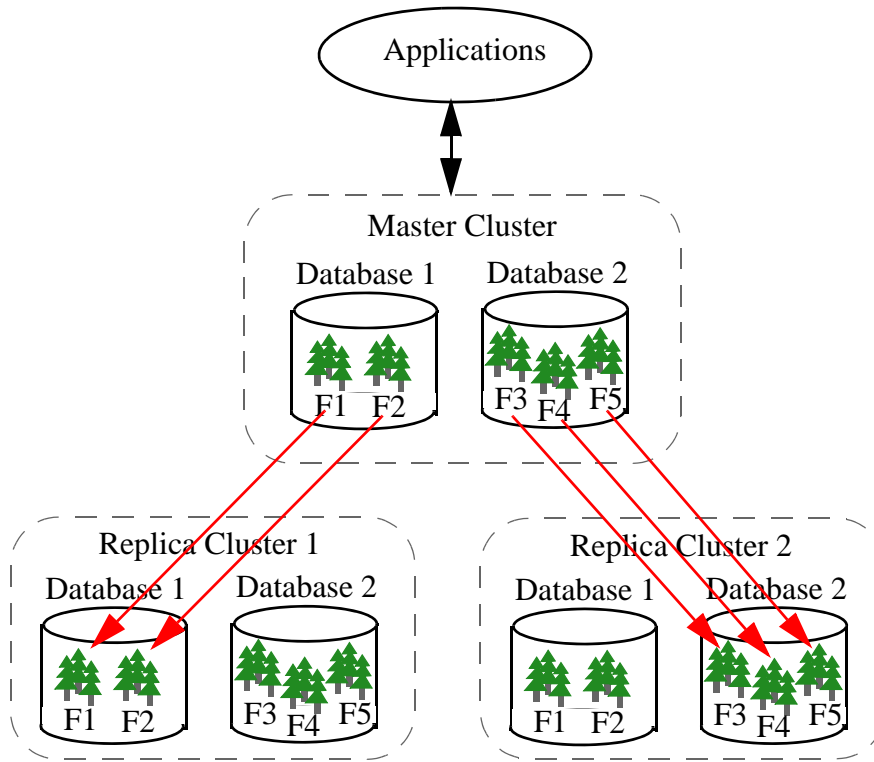 Applications
Master Cluster
Database 1
Database 2
F1
F2
F3
F4
F5
Replica Cluster 1
Database 1
Database 2
F1
F2
F3
F4
F5
Replica Cluster 2
Database 1
Database 2
F1
F2
F3
F4
F5